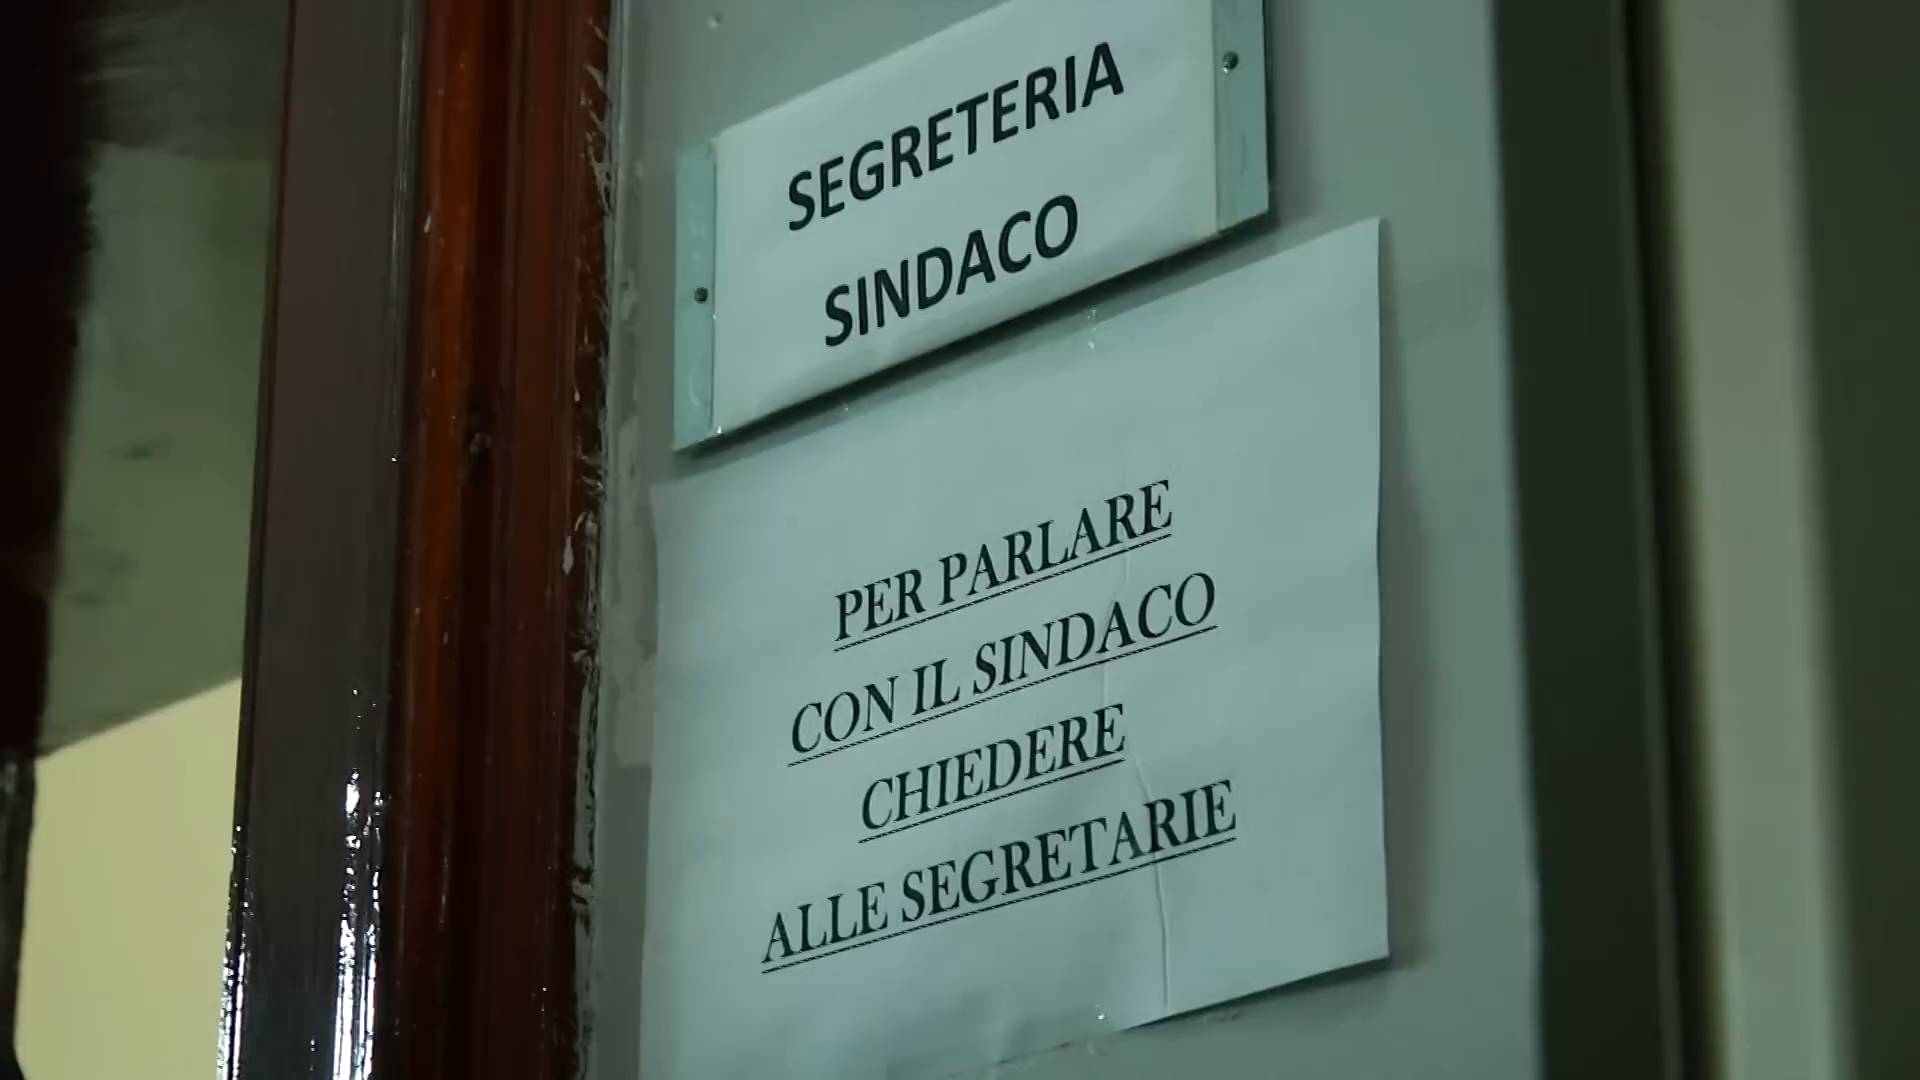 SEGRETERIA
SINDACO
PER PARLARE
CON IL SINDACO
CHIEDERE
ALLE SEGRETARIE